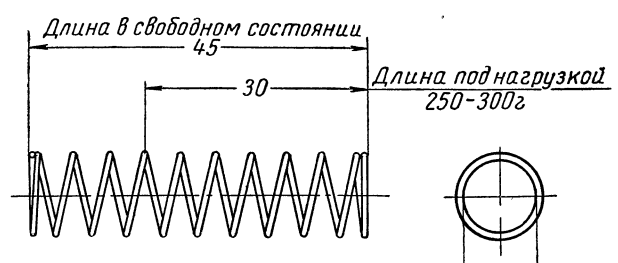 Длина в свободном состоянии
45
30
Длина под нагрузкой
250-300г